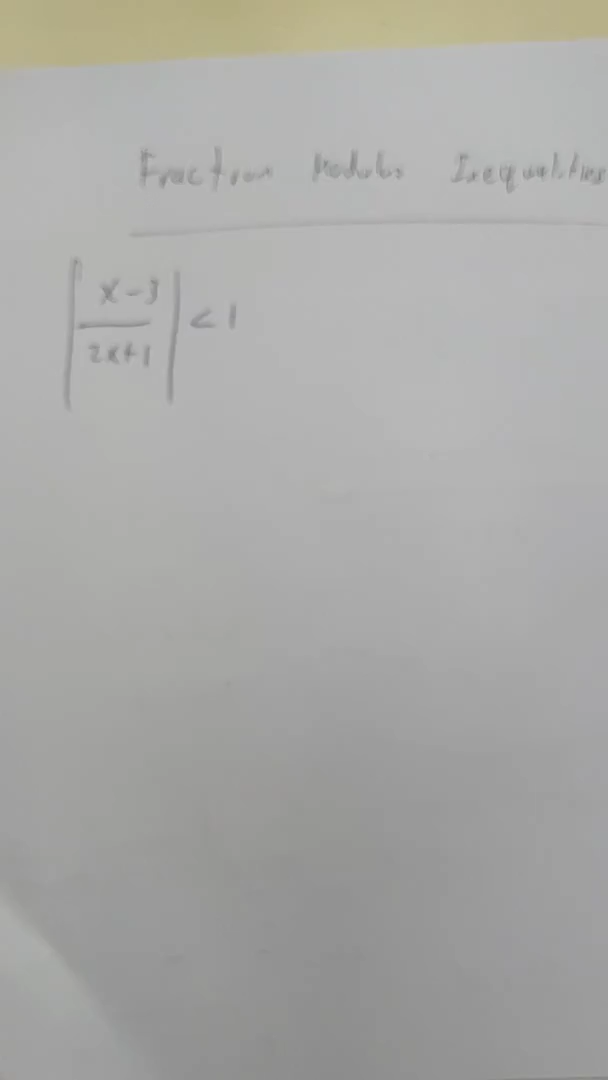 Fraction Modulus Inequalities
| x-3 / 2x+1 | < 1